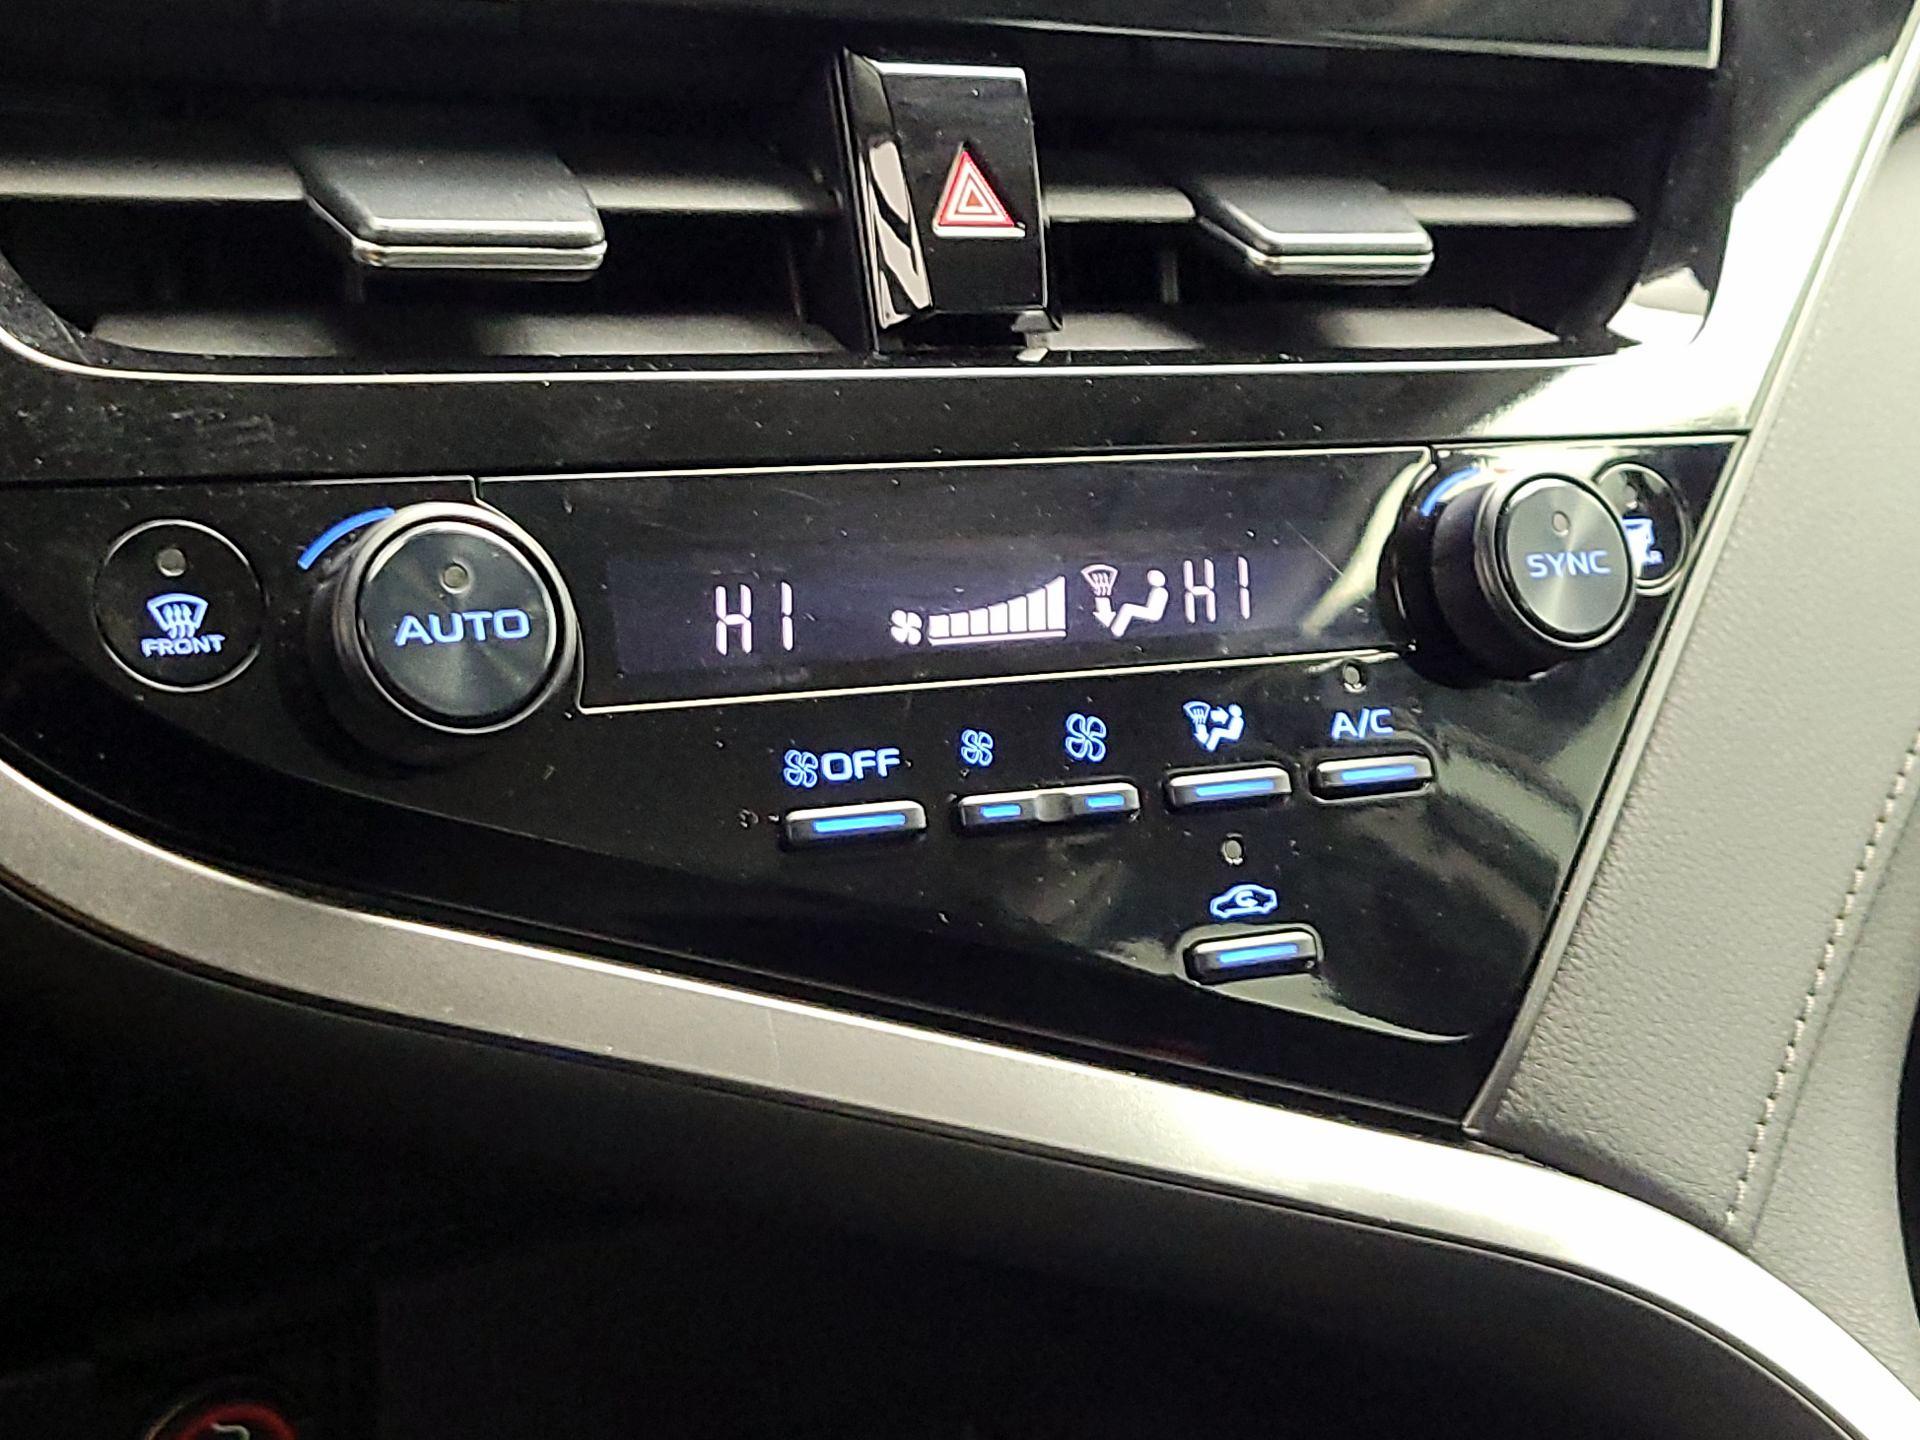 FRONT
AUTO
HI
HI
SYNC
OFF
A/C